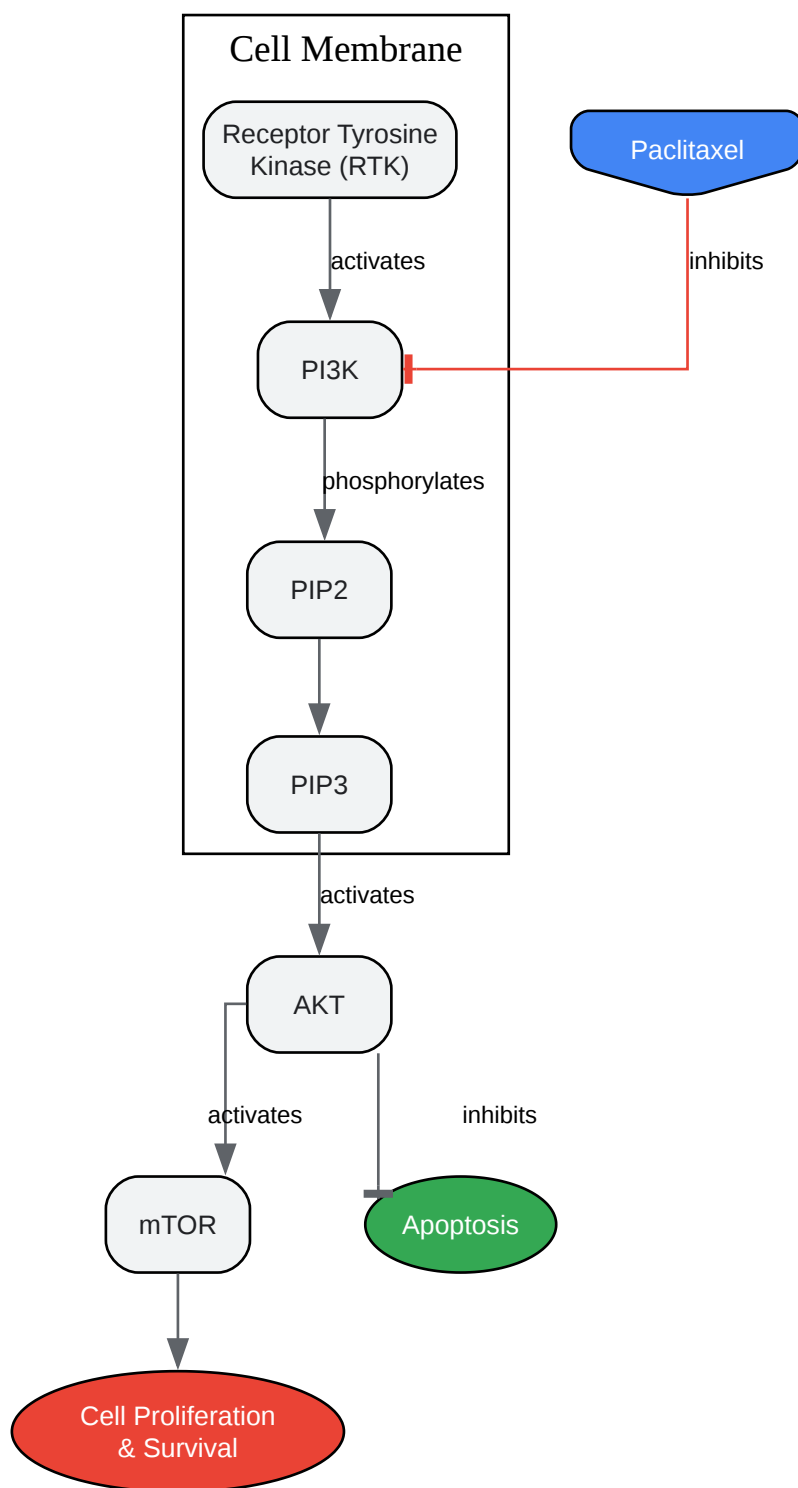 Cell Membrane
Receptor Tyrosine
Kinase (RTK)
Paclitaxel
activates
inhibits
PI3K
phosphorylates
PIP2
PIP3
activates
AKT
activates
inhibits
mTOR
Apoptosis
Cell Proliferation
& Survival